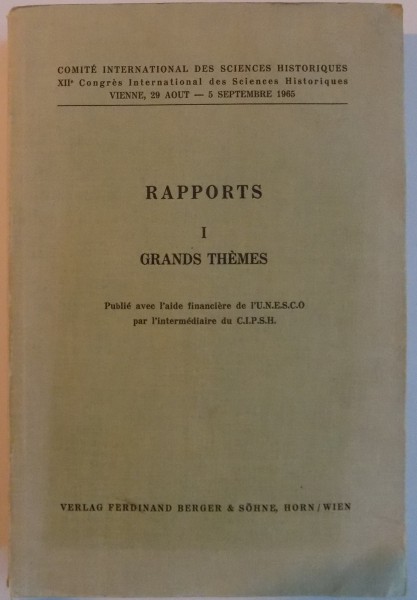 COMITÉ INTERNATIONAL DES SCIENCES HISTORIQUES
XIIe Congrès International des Sciences Historiques
VIENNE, 29 AOUT — 5 SEPTEMBRE 1965
RAPPORTS
I
GRANDS THÈMES
Publié avec l'aide financière de l'U.N.E.S.C.O
par l'intermédiaire du C.I.P.S.H.
VERLAG FERDINAND BERGER & SÖHNE, HORN/WIEN